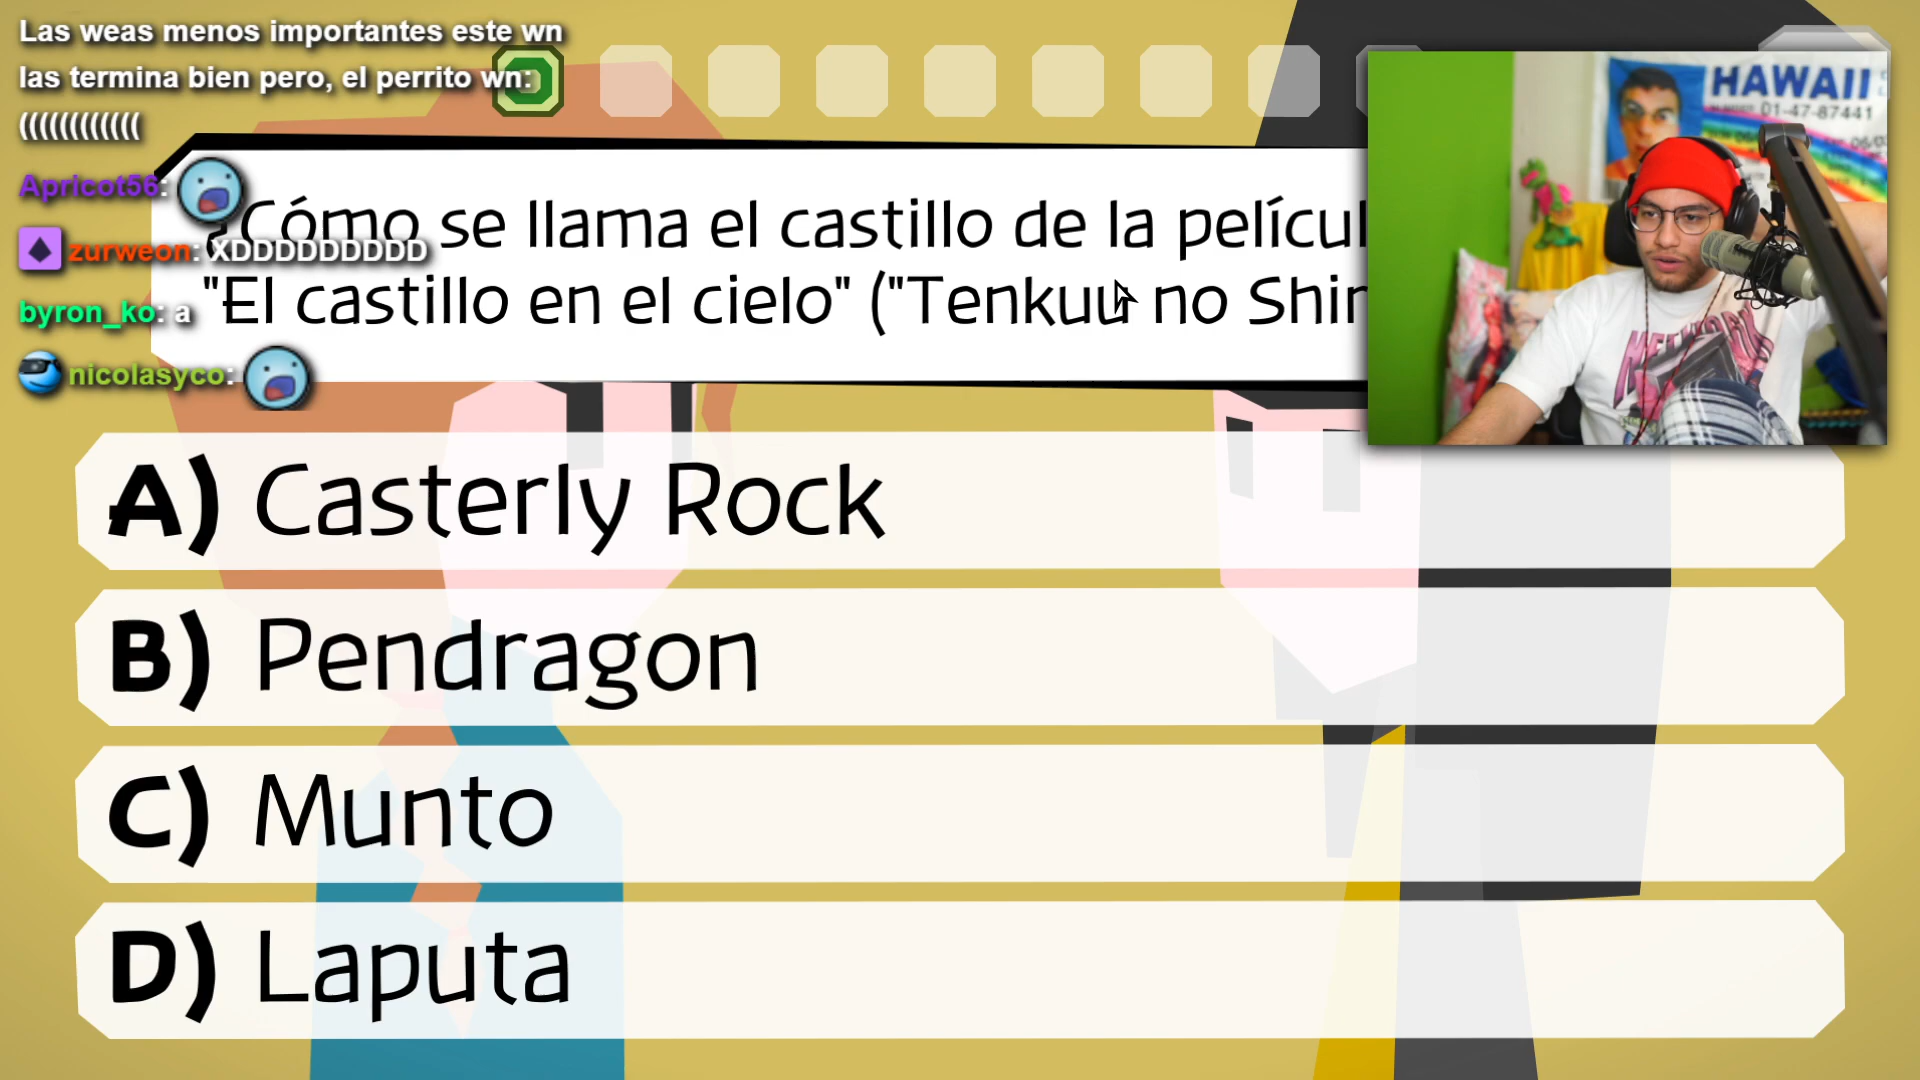 Las weas menos importantes este wn
las termina bien pero, el perrito wn:
((((((((((((
Apricot56:
zurweon: XDDDDDDDDD
byron_ko: a
nicolasyco:
¿Cómo se llama el castillo de la películ
"El castillo en el cielo" ("Tenkuu no Shir
HAWAII
01-47-87441
A) Casterly Rock
B) Pendragon
C) Munto
D) Laputa